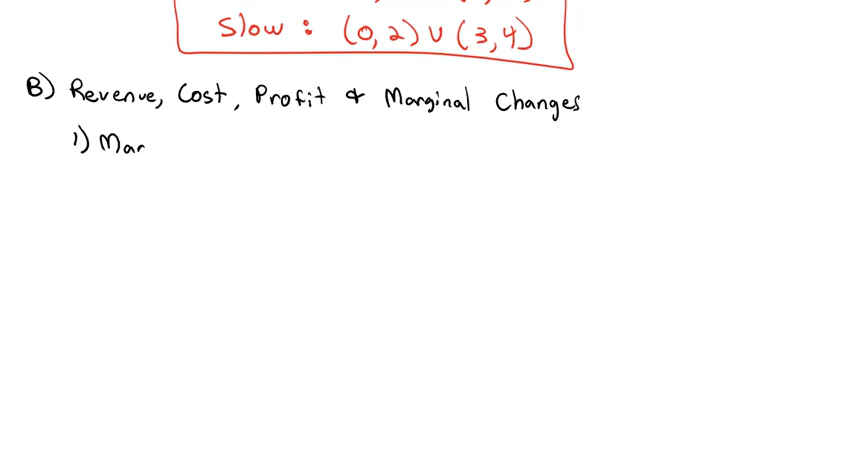 Slow : (0, 2) ∪ (3, 4)
B) Revenue, Cost, Profit & Marginal Changes
1) Mar